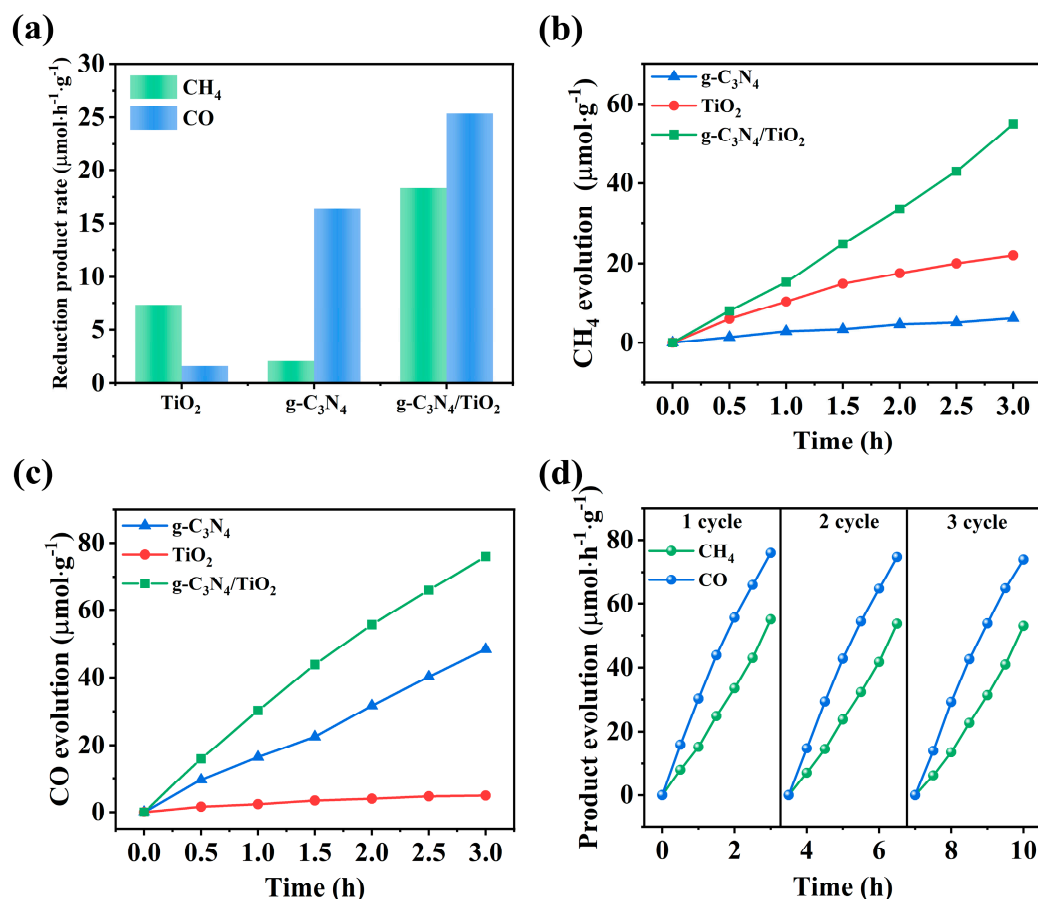 (a)
Reduction product rate (μmol·h⁻¹·g⁻¹)
30
25
20
15
10
5
0
CH₄
CO
TiO₂
g-C₃N₄
g-C₃N₄/TiO₂
(b)
CH₄ evolution (μmol·g⁻¹)
60
40
20
0
g-C₃N₄
TiO₂
g-C₃N₄/TiO₂
0.0 0.5 1.0 1.5 2.0 2.5 3.0
Time (h)
(c)
CO evolution (μmol·g⁻¹)
80
60
40
20
0
g-C₃N₄
TiO₂
g-C₃N₄/TiO₂
0.0 0.5 1.0 1.5 2.0 2.5 3.0
Time (h)
(d)
Product evolution (μmol·h⁻¹·g⁻¹)
80
60
40
20
0
1 cycle
2 cycle
3 cycle
CH₄
CO
0 2 4 6 8 10
Time (h)